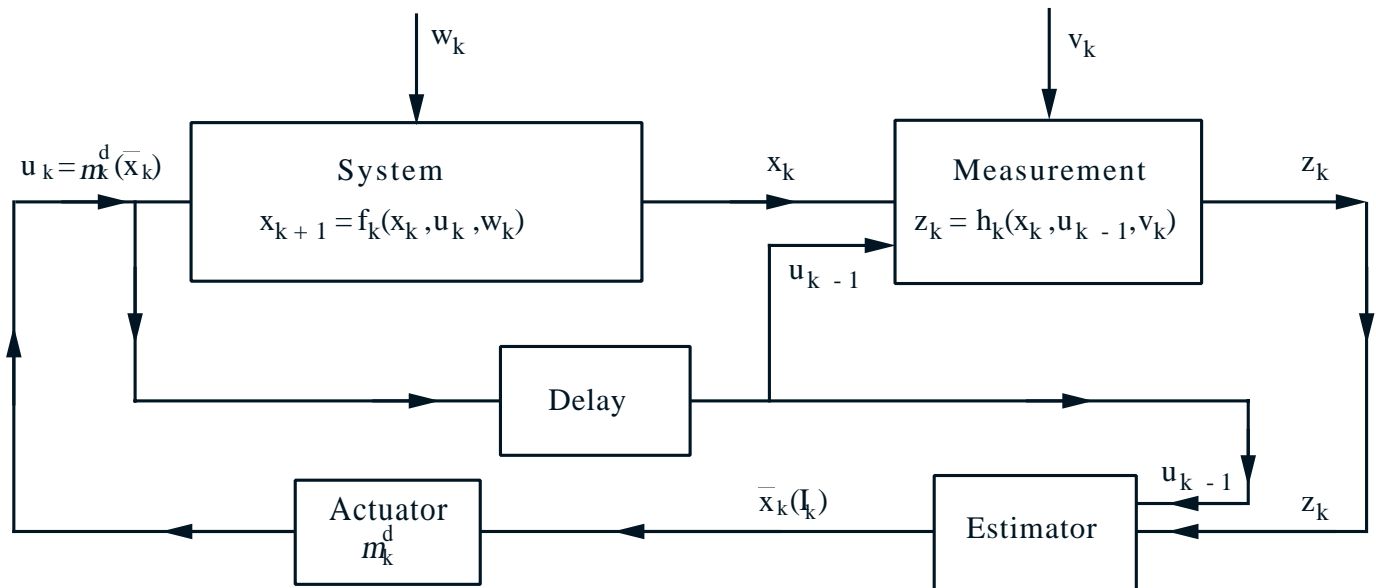 w_k
v_k
u_k = m_k^d(x̄_k)
System
x_{k+1} = f_k(x_k, u_k, w_k)
x_k
Measurement
z_k = h_k(x_k, u_{k-1}, v_k)
z_k
u_{k-1}
Delay
Actuator
m_k^d
x̄_k(I_k)
Estimator
u_{k-1}
z_k